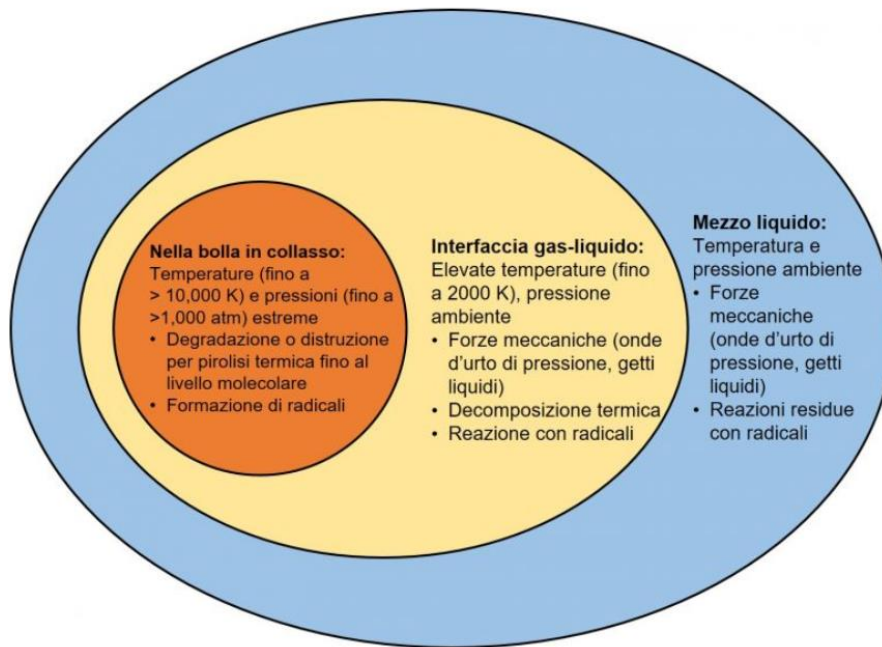 Nella bolla in collasso:
Temperature (fino a
> 10,000 K) e pressioni (fino a
>1,000 atm) estreme
• Degradazione o distruzione
per pirolisi termica fino al
livello molecolare
• Formazione di radicali
Interfaccia gas-liquido:
Elevate temperature (fino
a 2000 K), pressione
ambiente
• Forze meccaniche (onde
d’urto di pressione, getti
liquidi)
• Decomposizione termica
• Reazione con radicali
Mezzo liquido:
Temperatura e
pressione ambiente
• Forze
meccaniche
(onde d’urto di
pressione, getti
liquidi)
• Reazioni residue
con radicali